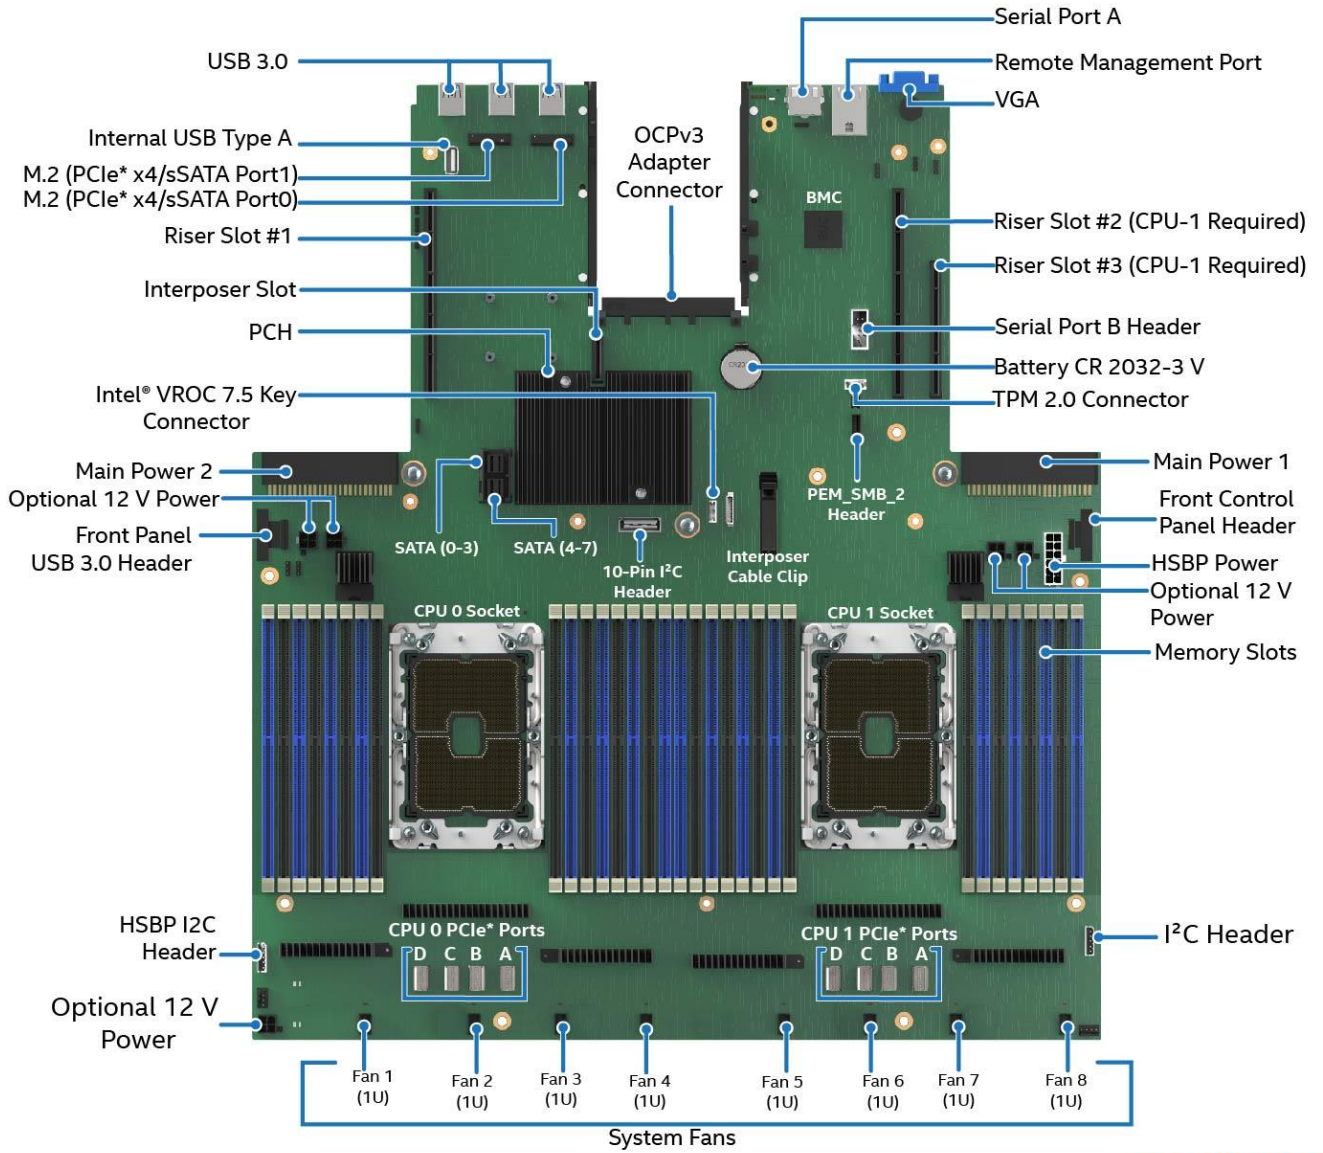 Serial Port A
USB 3.0
Remote Management Port
VGA
Internal USB Type A
OCPv3
Adapter
Connector
M.2 (PCIe* x4/sSATA Port1)
M.2 (PCIe* x4/sSATA Port0)
BMC
Riser Slot #1
Riser Slot #2 (CPU-1 Required)
Riser Slot #3 (CPU-1 Required)
Interposer Slot
PCH
Serial Port B Header
Battery CR 2032-3 V
Intel® VROC 7.5 Key
Connector
TPM 2.0 Connector
Main Power 2
Main Power 1
Optional 12 V Power
PEM_SMB_2
Header
Front Control
Panel Header
Front Panel
USB 3.0 Header
SATA (0-3)
SATA (4-7)
10-Pin I²C
Header
Interposer
Cable Clip
HSBP Power
Optional 12 V
Power
CPU 0 Socket
CPU 1 Socket
Memory Slots
HSBP I2C
Header
CPU 0 PCIe* Ports
D C B A
CPU 1 PCIe* Ports
D C B A
I²C Header
Optional 12 V
Power
Fan 1
(1U)
Fan 2
(1U)
Fan 3
(1U)
Fan 4
(1U)
Fan 5
(1U)
Fan 6
(1U)
Fan 7
(1U)
Fan 8
(1U)
System Fans